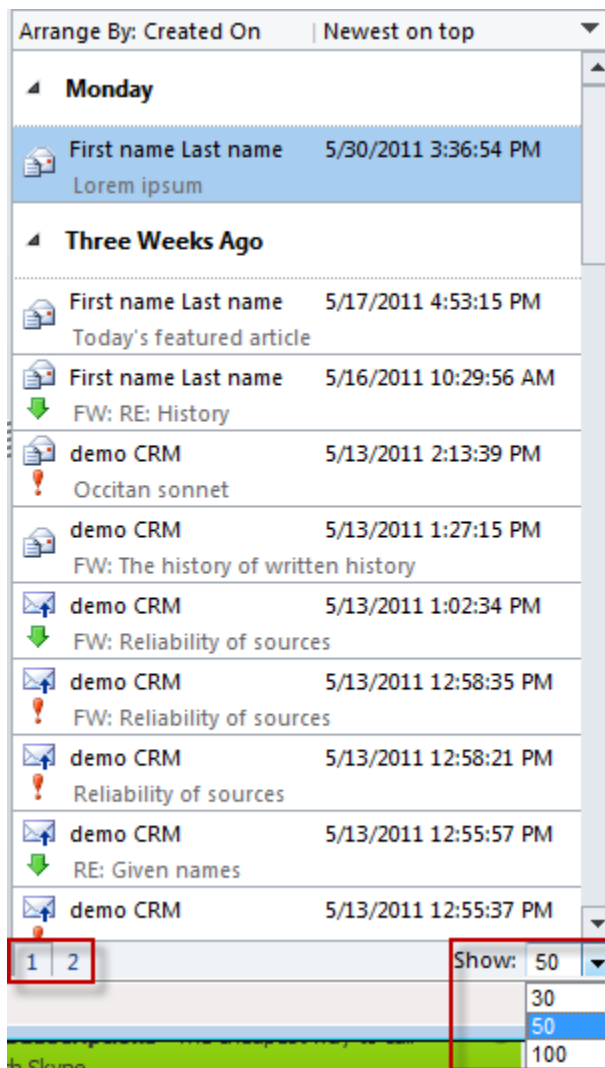 Arrange By: Created On Newest on top
Monday
First name Last name 5/30/2011 3:36:54 PM
Lorem ipsum
Three Weeks Ago
First name Last name 5/17/2011 4:53:15 PM
Today's featured article
First name Last name 5/16/2011 10:29:56 AM
FW: RE: History
demo CRM 5/13/2011 2:13:39 PM
Occitan sonnet
demo CRM 5/13/2011 1:27:15 PM
FW: The history of written history
demo CRM 5/13/2011 1:02:34 PM
FW: Reliability of sources
demo CRM 5/13/2011 12:58:35 PM
FW: Reliability of sources
demo CRM 5/13/2011 12:58:21 PM
Reliability of sources
demo CRM 5/13/2011 12:55:57 PM
RE: Given names
demo CRM 5/13/2011 12:55:37 PM
1 2 Show: 50
30
50
100
Skype